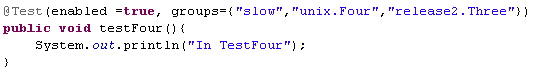 @Test(enabled =true, groups={"slow","unix.Four","release2.Three"})
public void testFour(){
    System.out.println("In TestFour");
}